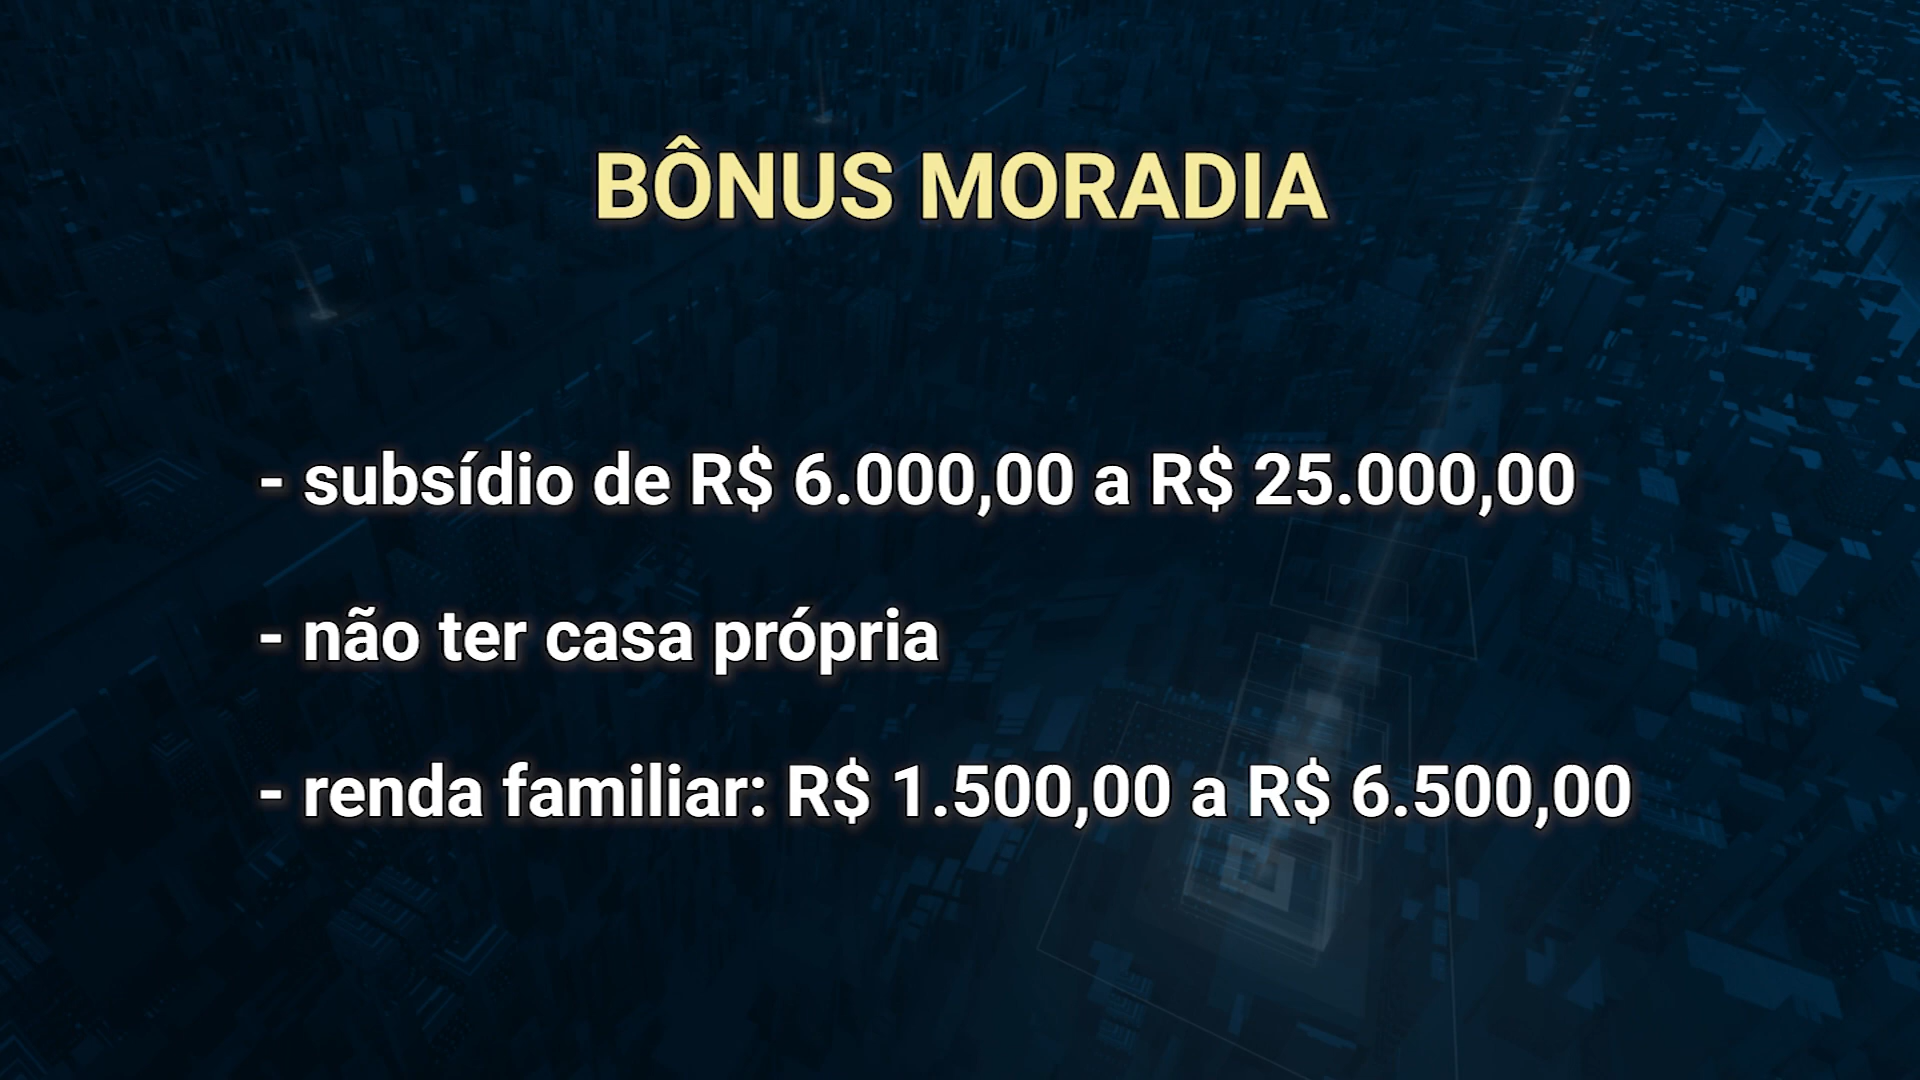 BÔNUS MORADIA
- subsídio de R$ 6.000,00 a R$ 25.000,00
- não ter casa própria
- renda familiar: R$ 1.500,00 a R$ 6.500,00